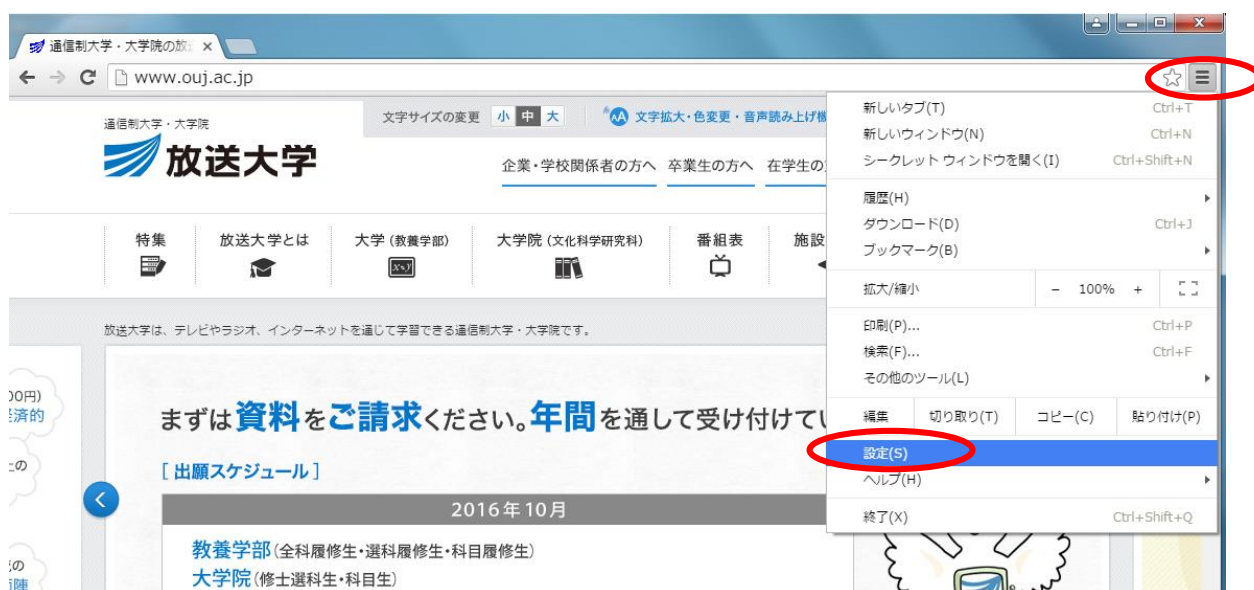 通信制大学・大学院の放
www.ouj.ac.jp
通信制大学・大学院
放送大学
文字サイズの変更 小 中 大
文字拡大・色変更・音声読み上げ機
企業・学校関係者の方へ 卒業生の方へ 在学生の
特集 放送大学とは 大学(教養学部) 大学院(文化科学研究科) 番組表 施設
放送大学は、テレビやラジオ、インターネットを通じて学習できる通信制大学・大学院です。
00円)
済的
上の
まずは資料をご請求ください。年間を通して受け付けてい
[出願スケジュール]
2016年10月
教養学部(全科履修生・選科履修生・科目履修生)
大学院(修士選科生・科目生)
の
陣
新しいタブ(T) Ctrl+T
新しいウィンドウ(N) Ctrl+N
シークレット ウィンドウを開く(I) Ctrl+Shift+N
履歴(H)
ダウンロード(D) Ctrl+J
ブックマーク(B)
拡大/縮小 - 100% +
印刷(P)... Ctrl+P
検索(F)... Ctrl+F
その他のツール(L)
編集 切り取り(T) コピー(C) 貼り付け(P)
設定(S)
ヘルプ(H)
終了(X) Ctrl+Shift+Q